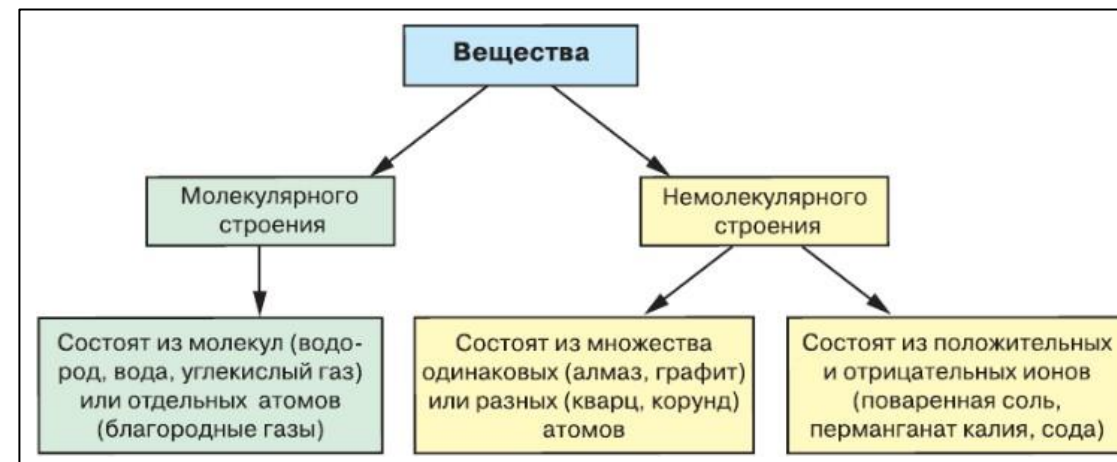 Вещества
Молекулярного
строения
Немолекулярного
строения
Состоят из молекул (водо-
род, вода, углекислый газ)
или отдельных атомов
(благородные газы)
Состоят из множества
одинаковых (алмаз, графит)
или разных (кварц, корунд)
атомов
Состоят из положительных
и отрицательных ионов
(поваренная соль,
перманганат калия, сода)